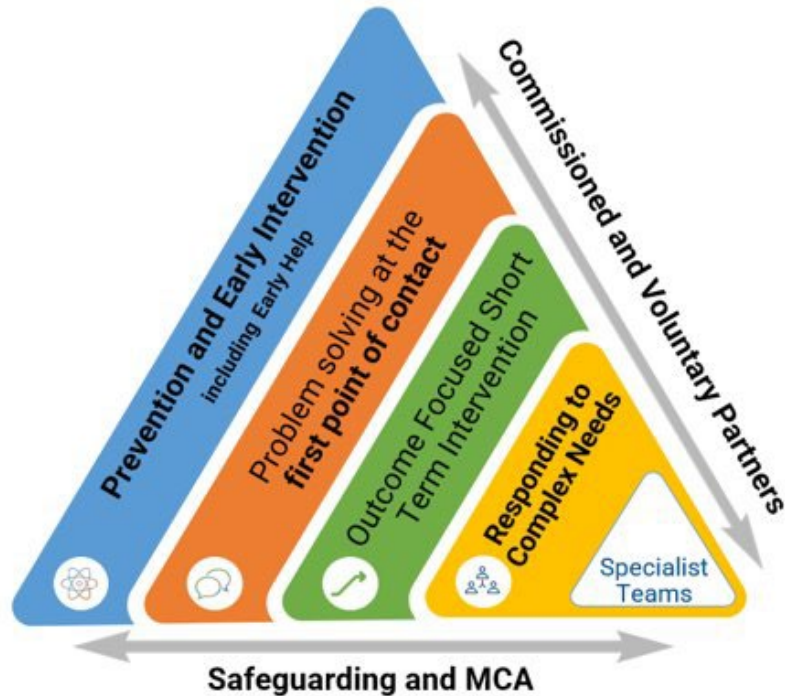 Prevention and Early Intervention
including Early Help
Problem solving at the
first point of contact
Outcome Focused Short
Term Intervention
Responding to
Complex Needs
Specialist
Teams
Commissioned and Voluntary Partners
Safeguarding and MCA